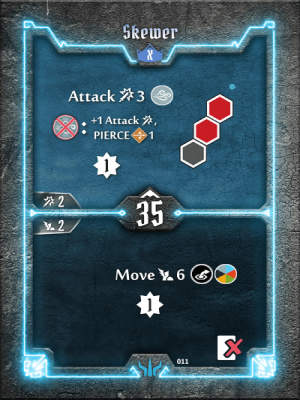 Skewer
X
Attack 3
+1 Attack,
PIERCE 1
1
2
35
2
Move 6
1
011